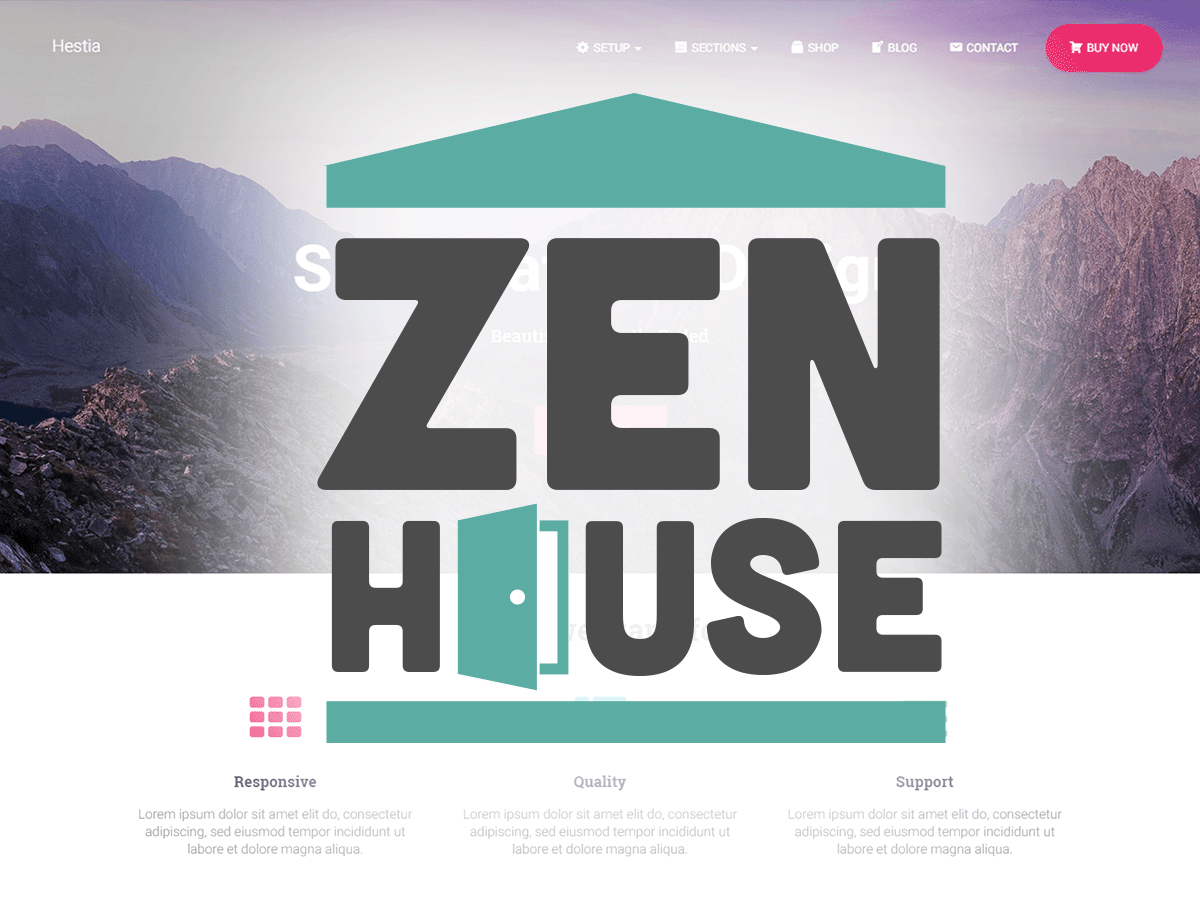 Hestia
SETUP
SECTIONS
SHOP
BLOG
CONTACT
BUY NOW
ZEN
HOUSE
Responsive
Lorem ipsum dolor sit amet elit do, consectetur
adipiscing, sed eiusmod tempor incididunt ut
labore et dolore magna aliqua.
Quality
Lorem ipsum dolor sit amet elit do, consectetur
adipiscing, sed eiusmod tempor incididunt ut
labore et dolore magna aliqua.
Support
Lorem ipsum dolor sit amet elit do, consectetur
adipiscing, sed eiusmod tempor incididunt ut
labore et dolore magna aliqua.